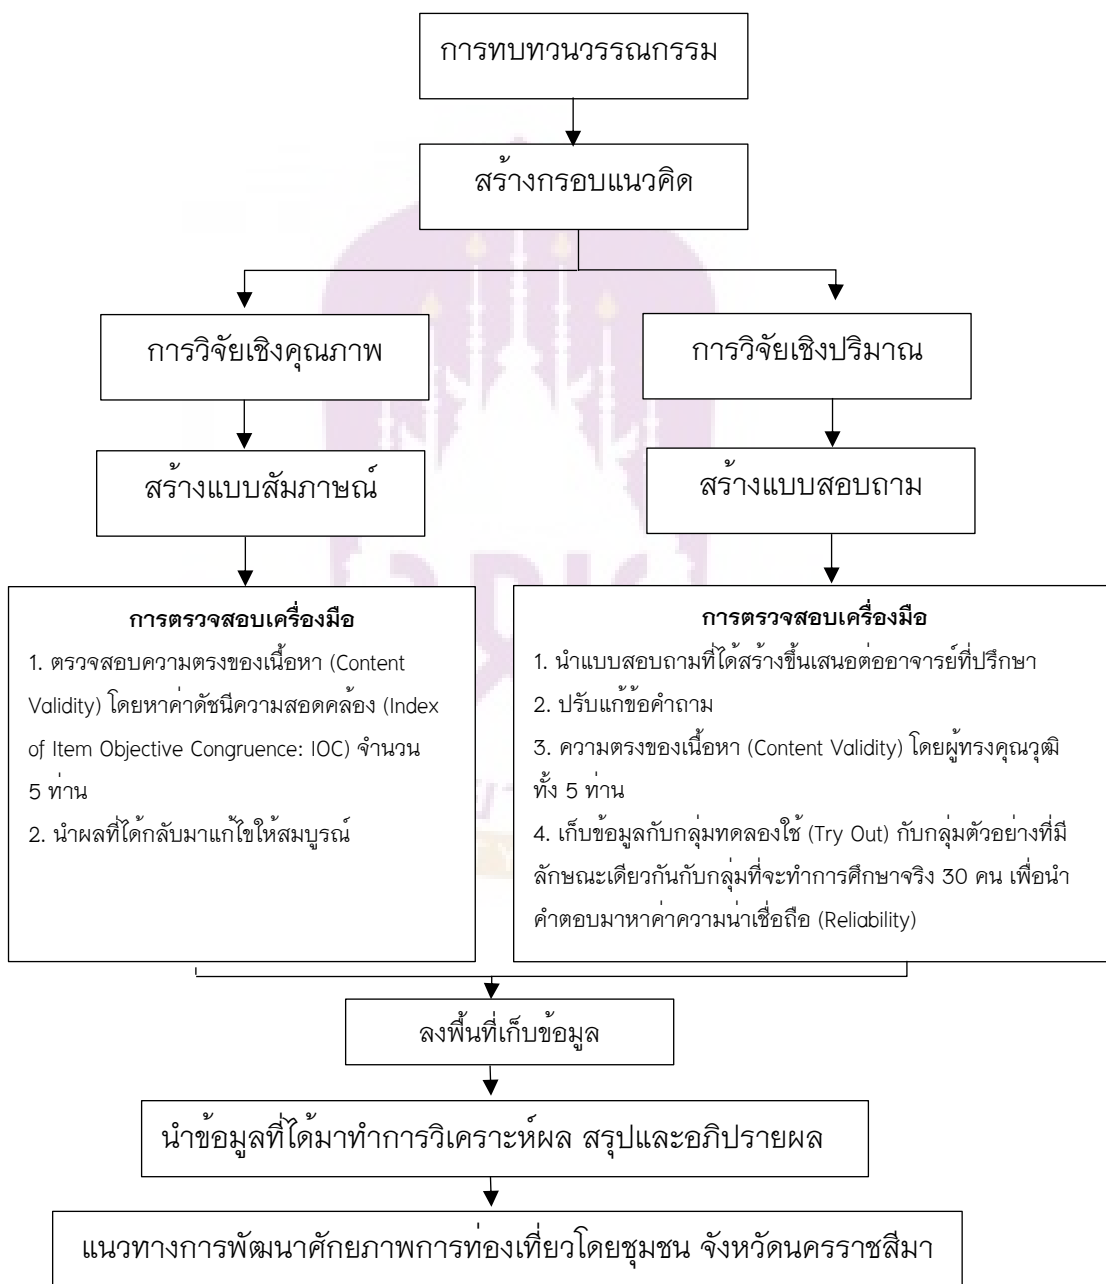 การทบทวนวรรณกรรม
สร้างกรอบแนวคิด
การวิจัยเชิงคุณภาพ
การวิจัยเชิงปริมาณ
สร้างแบบสัมภาษณ์
สร้างแบบสอบถาม
การตรวจสอบเครื่องมือ
1. ตรวจสอบความตรงของเนื้อหา (Content
Validity) โดยหาค่าดัชนีความสอดคล้อง (Index
of Item Objective Congruence: IOC) จำนวน
5 ท่าน
2. นำผลที่ได้กลับมาแก้ไขให้สมบูรณ์
การตรวจสอบเครื่องมือ
1. นำแบบสอบถามที่ได้สร้างขึ้นเสนอต่ออาจารย์ที่ปรึกษา
2. ปรับแก้ข้อคำถาม
3. ความตรงของเนื้อหา (Content Validity) โดยผู้ทรงคุณวุฒิ
ทั้ง 5 ท่าน
4. เก็บข้อมูลกับกลุ่มทดลองใช้ (Try Out) กับกลุ่มตัวอย่างที่มี
ลักษณะเดียวกันกับกลุ่มที่จะทำการศึกษาจริง 30 คน เพื่อนำ
คำตอบมาหาค่าความน่าเชื่อถือ (Reliability)
ลงพื้นที่เก็บข้อมูล
นำข้อมูลที่ได้มาทำการวิเคราะห์ผล สรุปและอภิปรายผล
แนวทางการพัฒนาศักยภาพการท่องเที่ยวโดยชุมชน จังหวัดนครราชสีมา